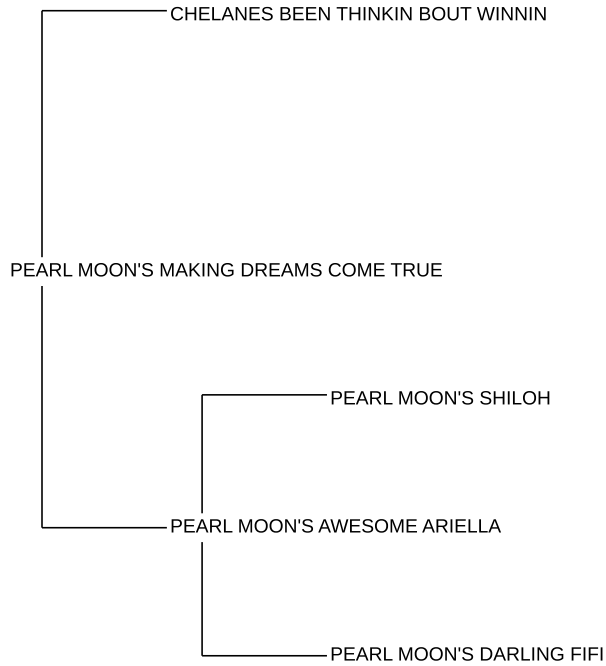 CHELANES BEEN THINKIN BOUT WINNIN
PEARL MOON'S MAKING DREAMS COME TRUE
PEARL MOON'S SHILOH
PEARL MOON'S AWESOME ARIELLA
PEARL MOON'S DARLING FIFI